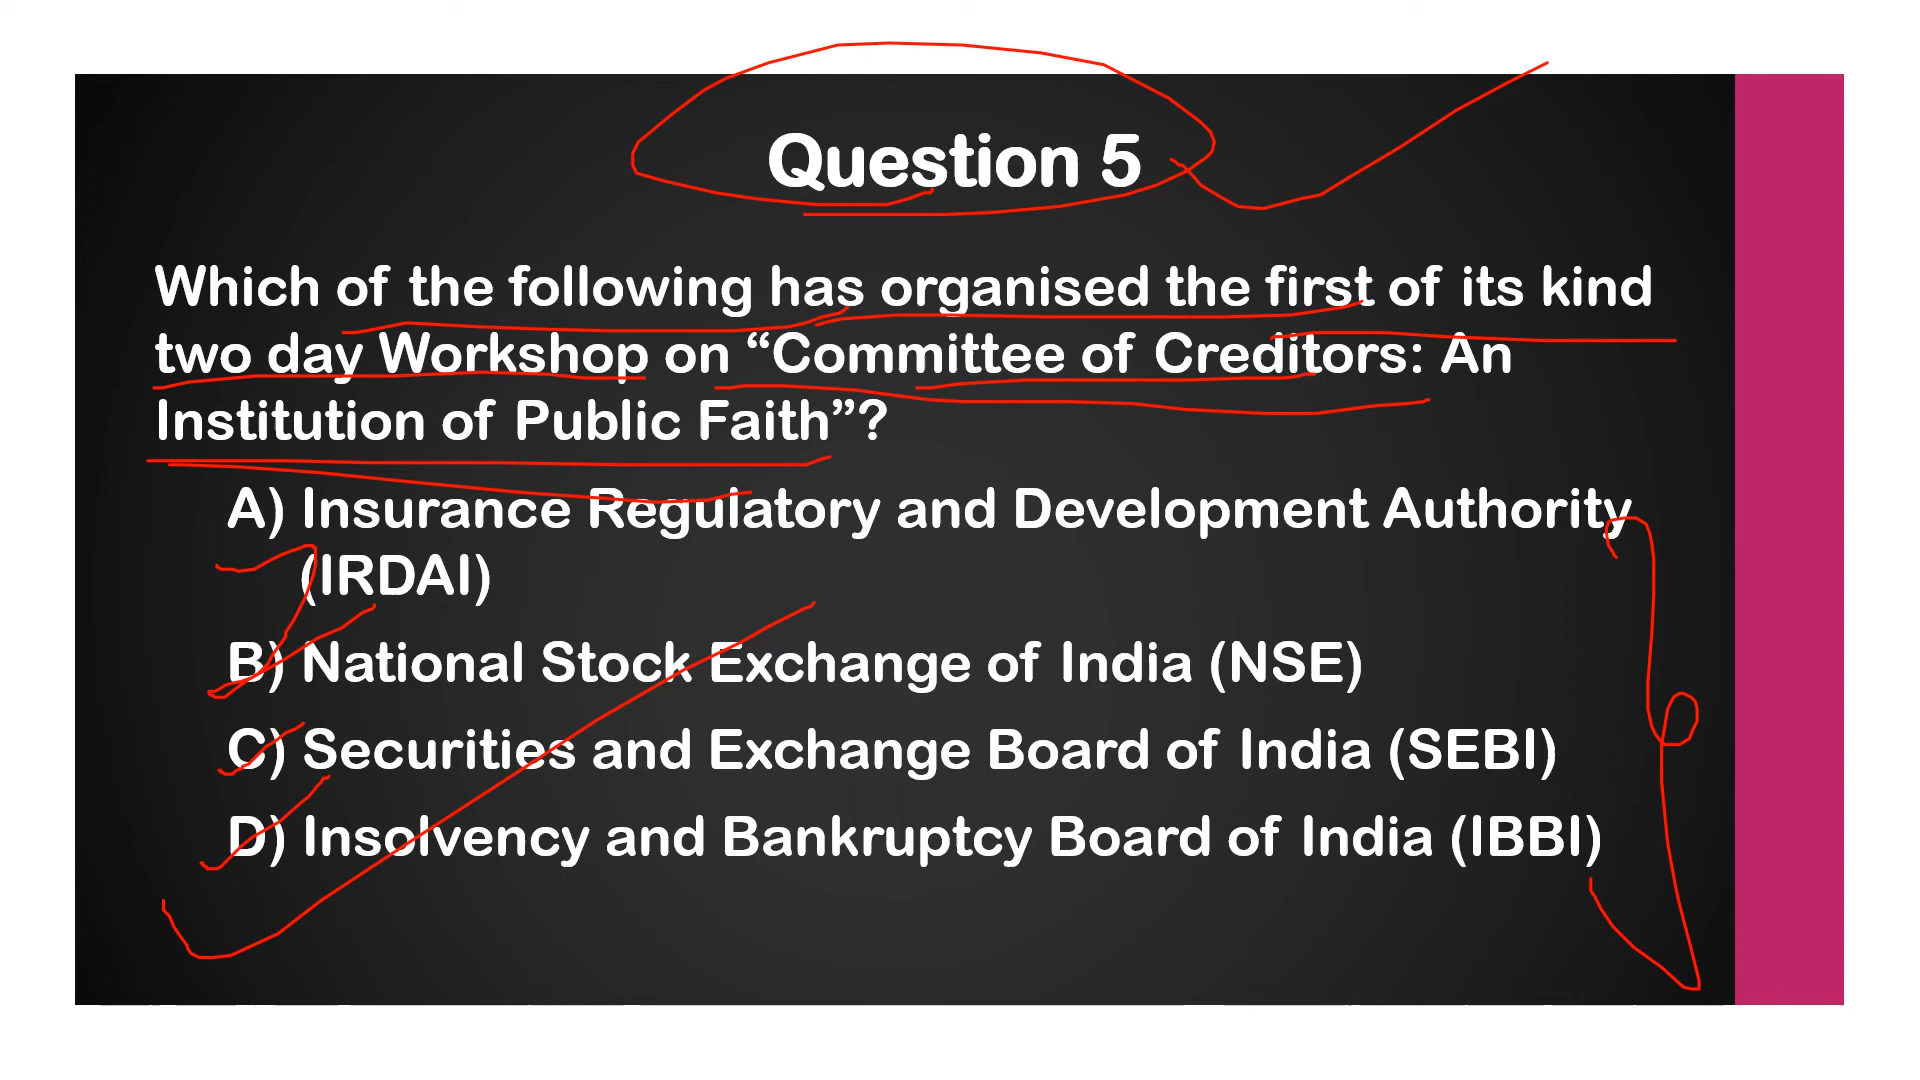 Question 5
Which of the following has organised the first of its kind
two day Workshop on “Committee of Creditors: An
Institution of Public Faith”?
A) Insurance Regulatory and Development Authority
(IRDAI)
B) National Stock Exchange of India (NSE)
C) Securities and Exchange Board of India (SEBI)
D) Insolvency and Bankruptcy Board of India (IBBI)